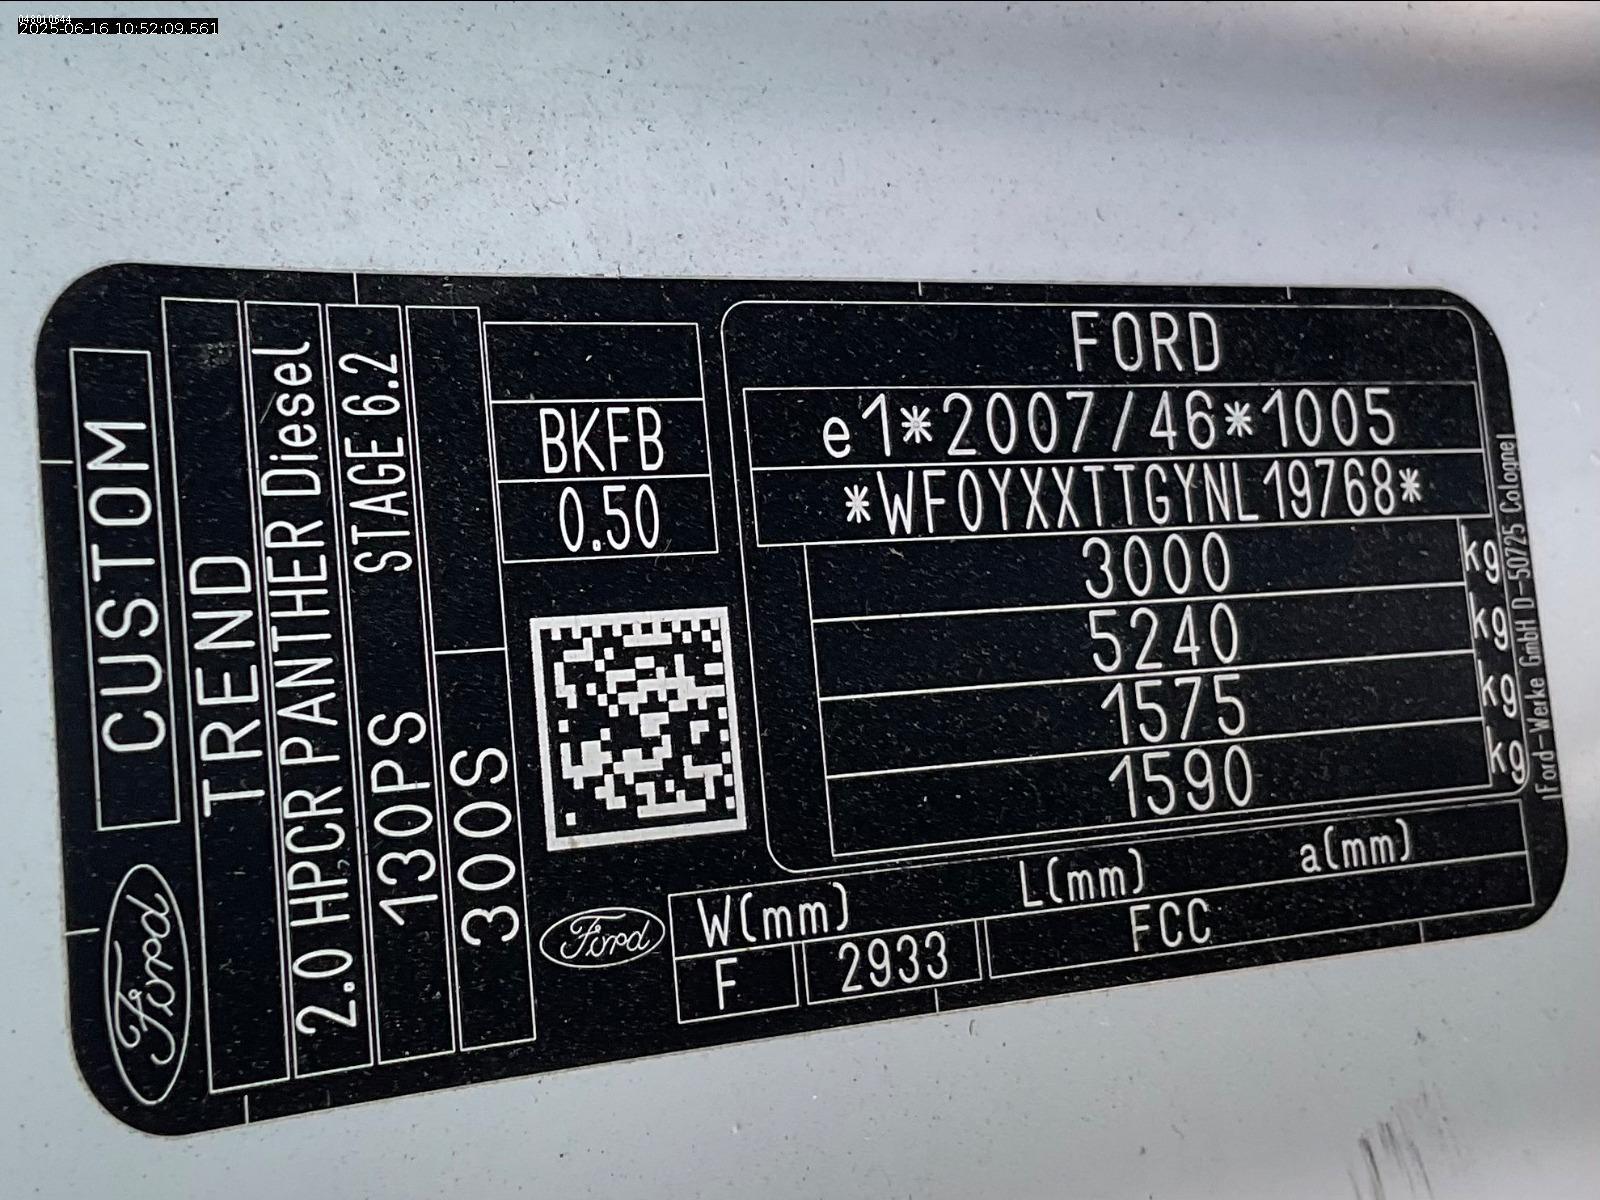 048010644
2025-06-16 10:52:09.561
Ford
CUSTOM
TREND
2.0 HPCR PANTHER Diesel
130PS STAGE 6.2
300S
BKFB
0.50
Ford
FORD
e1*2007/46*1005
*WF0YXXTTGYNL19768*
3000 kg
5240 kg
1575 kg
1590 kg
W(mm) L(mm) a(mm)
F 2933 FCC
Ford-Werke GmbH D-50725 Cologne